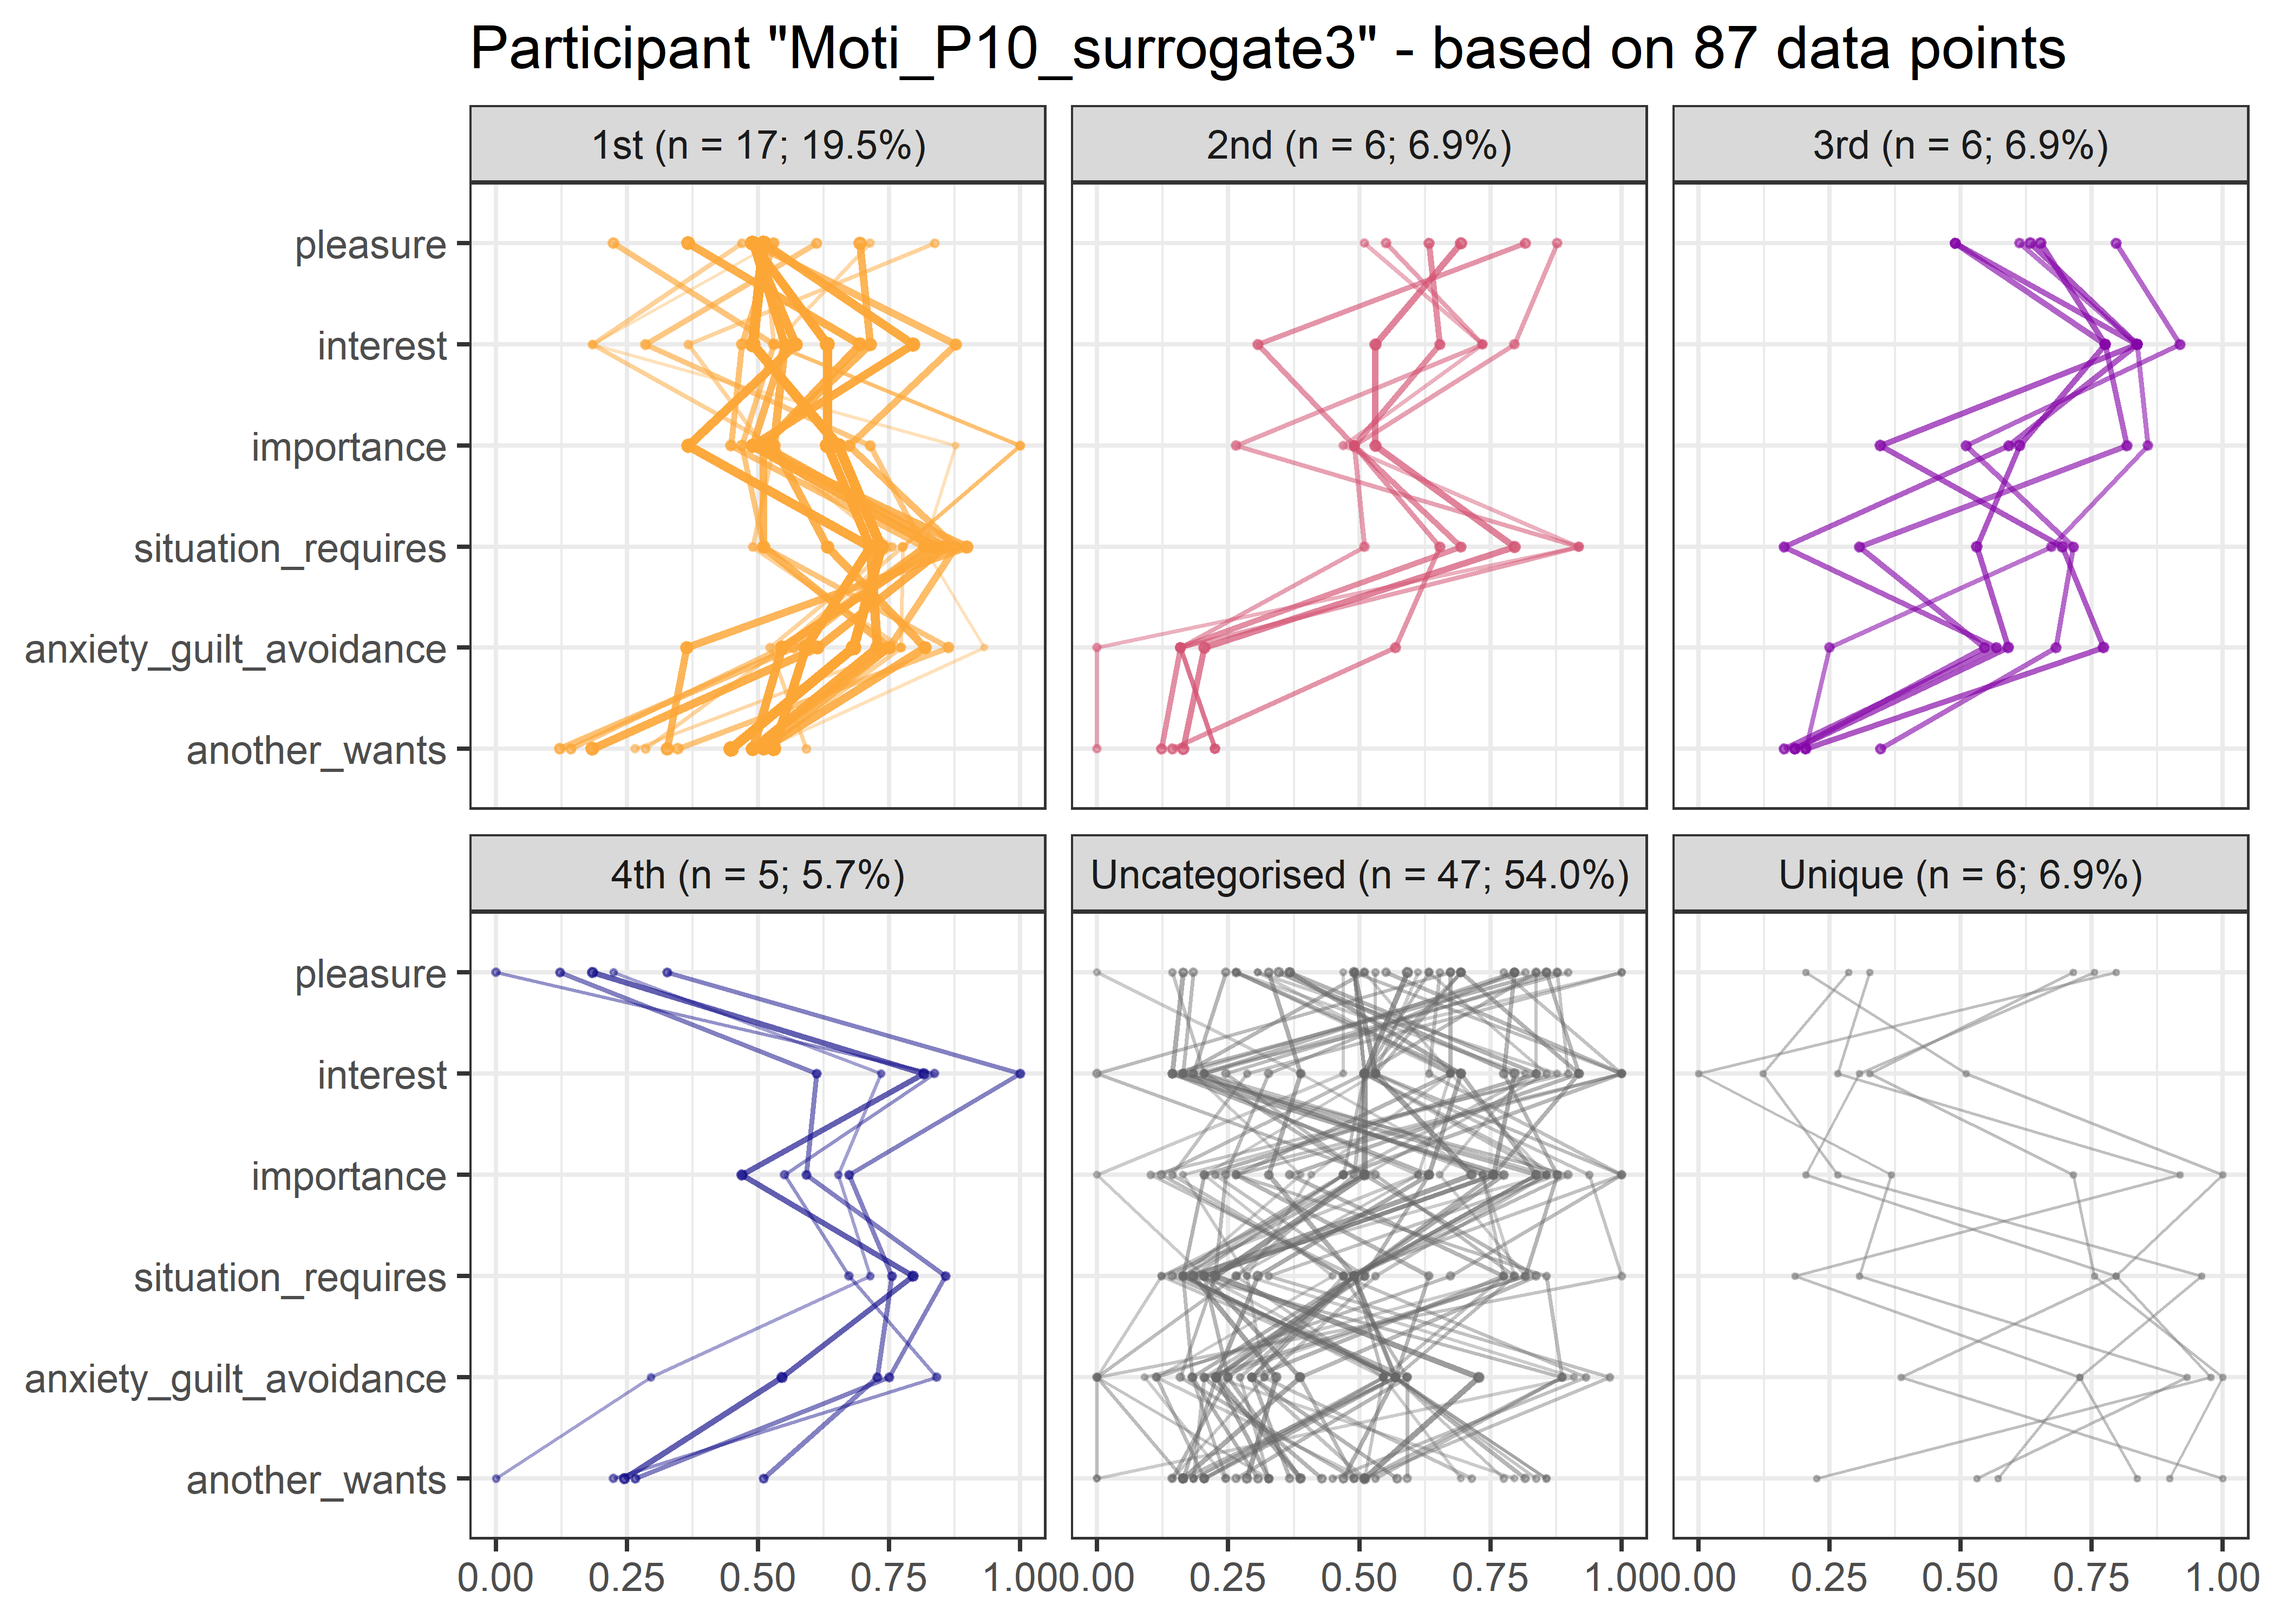 Participant "Moti_P10_surrogate3" - based on 87 data points
1st (n = 17; 19.5%)
2nd (n = 6; 6.9%)
3rd (n = 6; 6.9%)
pleasure
interest
importance
situation_requires
anxiety_guilt_avoidance
another_wants
4th (n = 5; 5.7%)
Uncategorised (n = 47; 54.0%)
Unique (n = 6; 6.9%)
pleasure
interest
importance
situation_requires
anxiety_guilt_avoidance
another_wants
0.00 0.25 0.50 0.75 1.00
0.00 0.25 0.50 0.75 1.00
0.00 0.25 0.50 0.75 1.00